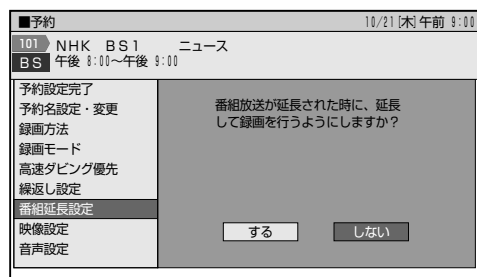 ■予約 10/21[木]午前 9:00
101 NHK BS1 ニュース
BS 午後 8:00〜午後 9:00
予約設定完了
予約名設定・変更
録画方法
録画モード
高速ダビング優先
繰返し設定
番組延長設定
映像設定
音声設定
番組放送が延長された時に、延長
して録画を行うようにしますか？
する しない